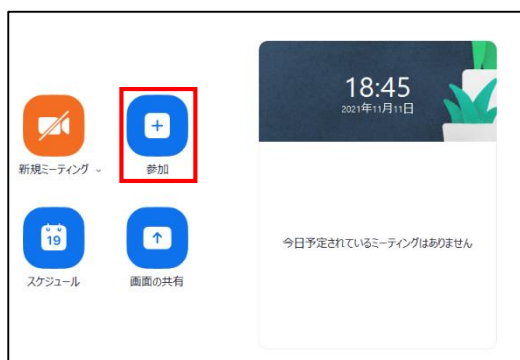 18:45
2021年11月11日
新規ミーティング
参加
19
スケジュール
画面の共有
今日予定されているミーティングはありません